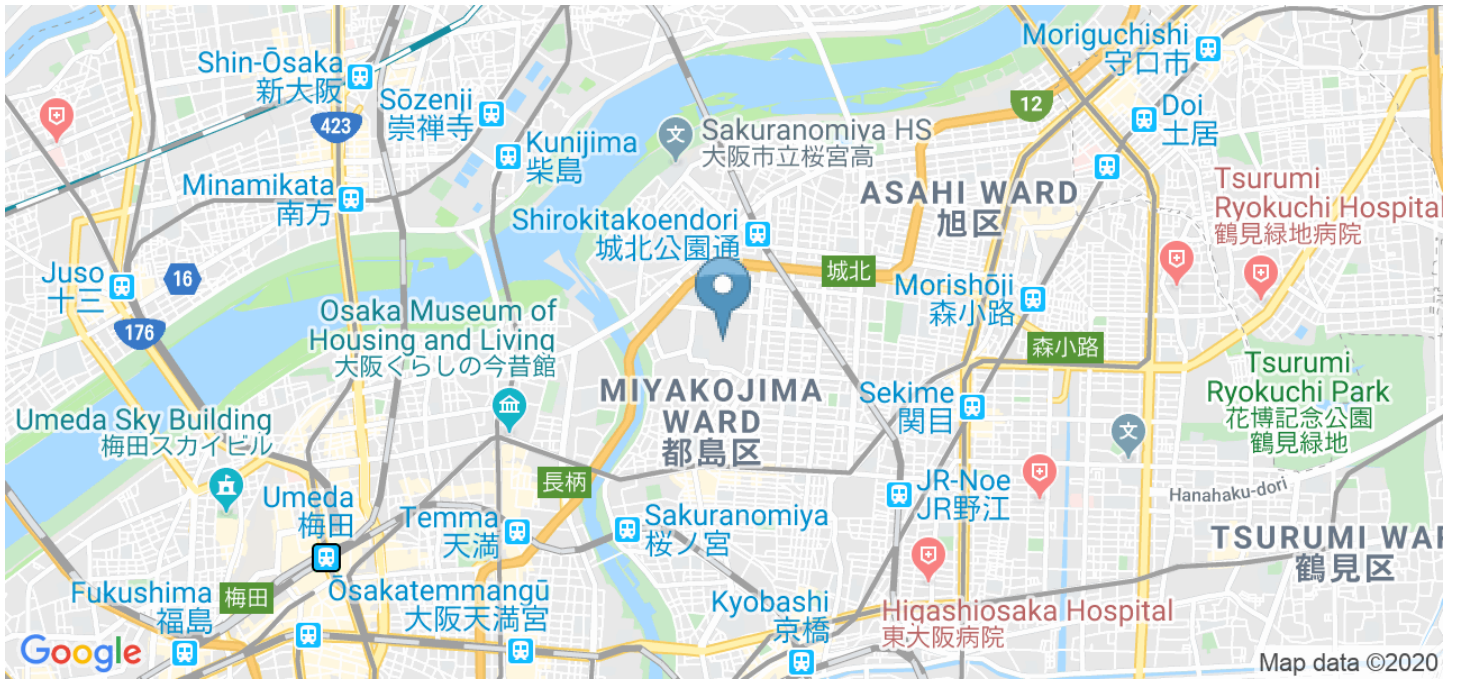 Shin-Ōsaka
新大阪
423
Sōzenji
崇禅寺
Kunijima
柴島
Sakuranomiya HS
大阪市立桜宮高
12
Moriguchishi
守口市
Doi
土居
Minamikata
南方
Shirokitakoendori
城北公園通
ASAHI WARD
旭区
Tsurumi
Ryokuchi Hospital
鶴見緑地病院
Juso
十三
16
176
城北
Morishōji
森小路
Osaka Museum of
Housing and Living
大阪くらしの今昔館
森小路
MIYAKOJIMA
WARD
都島区
Sekime
関目
Tsurumi
Ryokuchi Park
花博記念公園
鶴見緑地
Umeda Sky Building
梅田スカイビル
文
文
長柄
Umeda
梅田
Temma
天満
Sakuranomiya
桜ノ宮
JR-Noe
JR野江
Hanahaku-dori
TSURUMI WAR
鶴見区
Fukushima
福島
梅田
Ōsakatemmangū
大阪天満宮
Kyobashi
京橋
Higashiosaka Hospital
東大阪病院
Google
Map data ©2020